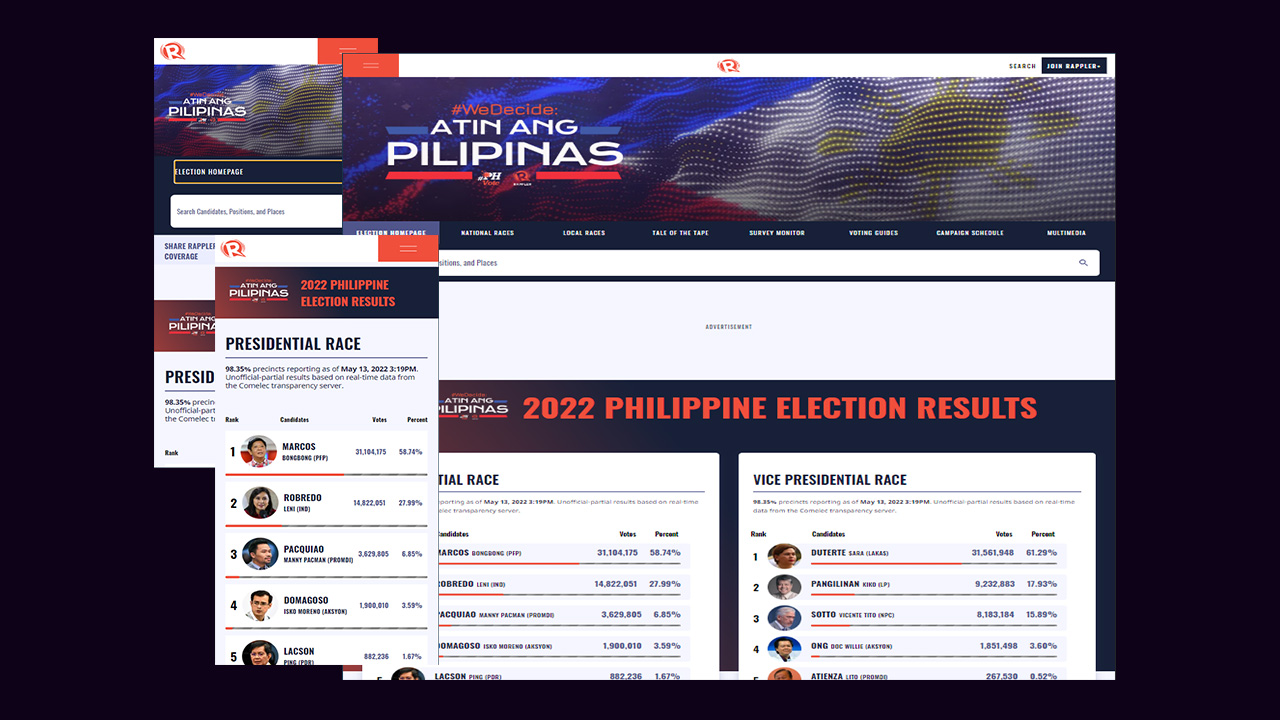 #WeDecide:
ATIN ANG
PILIPINAS
ELECTION HOMEPAGE
Search Candidates, Positions, and Places
SHARE RAPPLER
COVERAGE
ATIN ANG
PILIPINAS
PRESID
98.35% precinc
Unofficial-part
the Comelec t
Rank
R
#WeDecide:
ATIN ANG
PILIPINAS
2022 PHILIPPINE
ELECTION RESULTS
PRESIDENTIAL RACE
98.35% precincts reporting as of May 13, 2022 3:19PM.
Unofficial-partial results based on real-time data from
the Comelec transparency server.
Rank Candidates Votes Percent
1 MARCOS BONGBONG (PFP) 31,104,175 58.74%
2 ROBREDO LENI (IND) 14,822,051 27.99%
3 PACQUIAO MANNY PACMAN (PROMDI) 3,629,805 6.85%
4 DOMAGOSO ISKO MORENO (AKSYON) 1,900,010 3.59%
5 LACSON PING (PDR) 882,236 1.67%
R
SEARCH JOIN RAPPLER+
#WeDecide:
ATIN ANG
PILIPINAS
#PH Vote RAPPLER
ELECTION HOMEPAGE NATIONAL RACES LOCAL RACES TALE OF THE TAPE SURVEY MONITOR VOTING GUIDES CAMPAIGN SCHEDULE MULTIMEDIA
sitions, and Places
ADVERTISEMENT
#WeDecide:
ATIN ANG
PILIPINAS
2022 PHILIPPINE ELECTION RESULTS
TIAL RACE
porting as of May 13, 2022 3:19PM. Unofficial-partial results based on real-time
elec transparency server.
Candidates Votes Percent
MARCOS BONGBONG (PFP) 31,104,175 58.74%
ROBREDO LENI (IND) 14,822,051 27.99%
PACQUIAO MANNY PACMAN (PROMDI) 3,629,805 6.85%
DOMAGOSO ISKO MORENO (AKSYON) 1,900,010 3.59%
LACSON PING (PDR) 882,236 1.67%
VICE PRESIDENTIAL RACE
98.35% precincts reporting as of May 13, 2022 3:19PM. Unofficial-partial results based on real-time
data from the Comelec transparency server.
Rank Candidates Votes Percent
1 DUTERTE SARA (LAKAS) 31,561,948 61.29%
2 PANGILINAN KIKO (LP) 9,232,883 17.93%
3 SOTTO VICENTE TITO (NPC) 8,183,184 15.89%
4 ONG DOC WILLIE (AKSYON) 1,851,498 3.60%
ATIENZA LITO (PROMDI) 267,530 0.52%